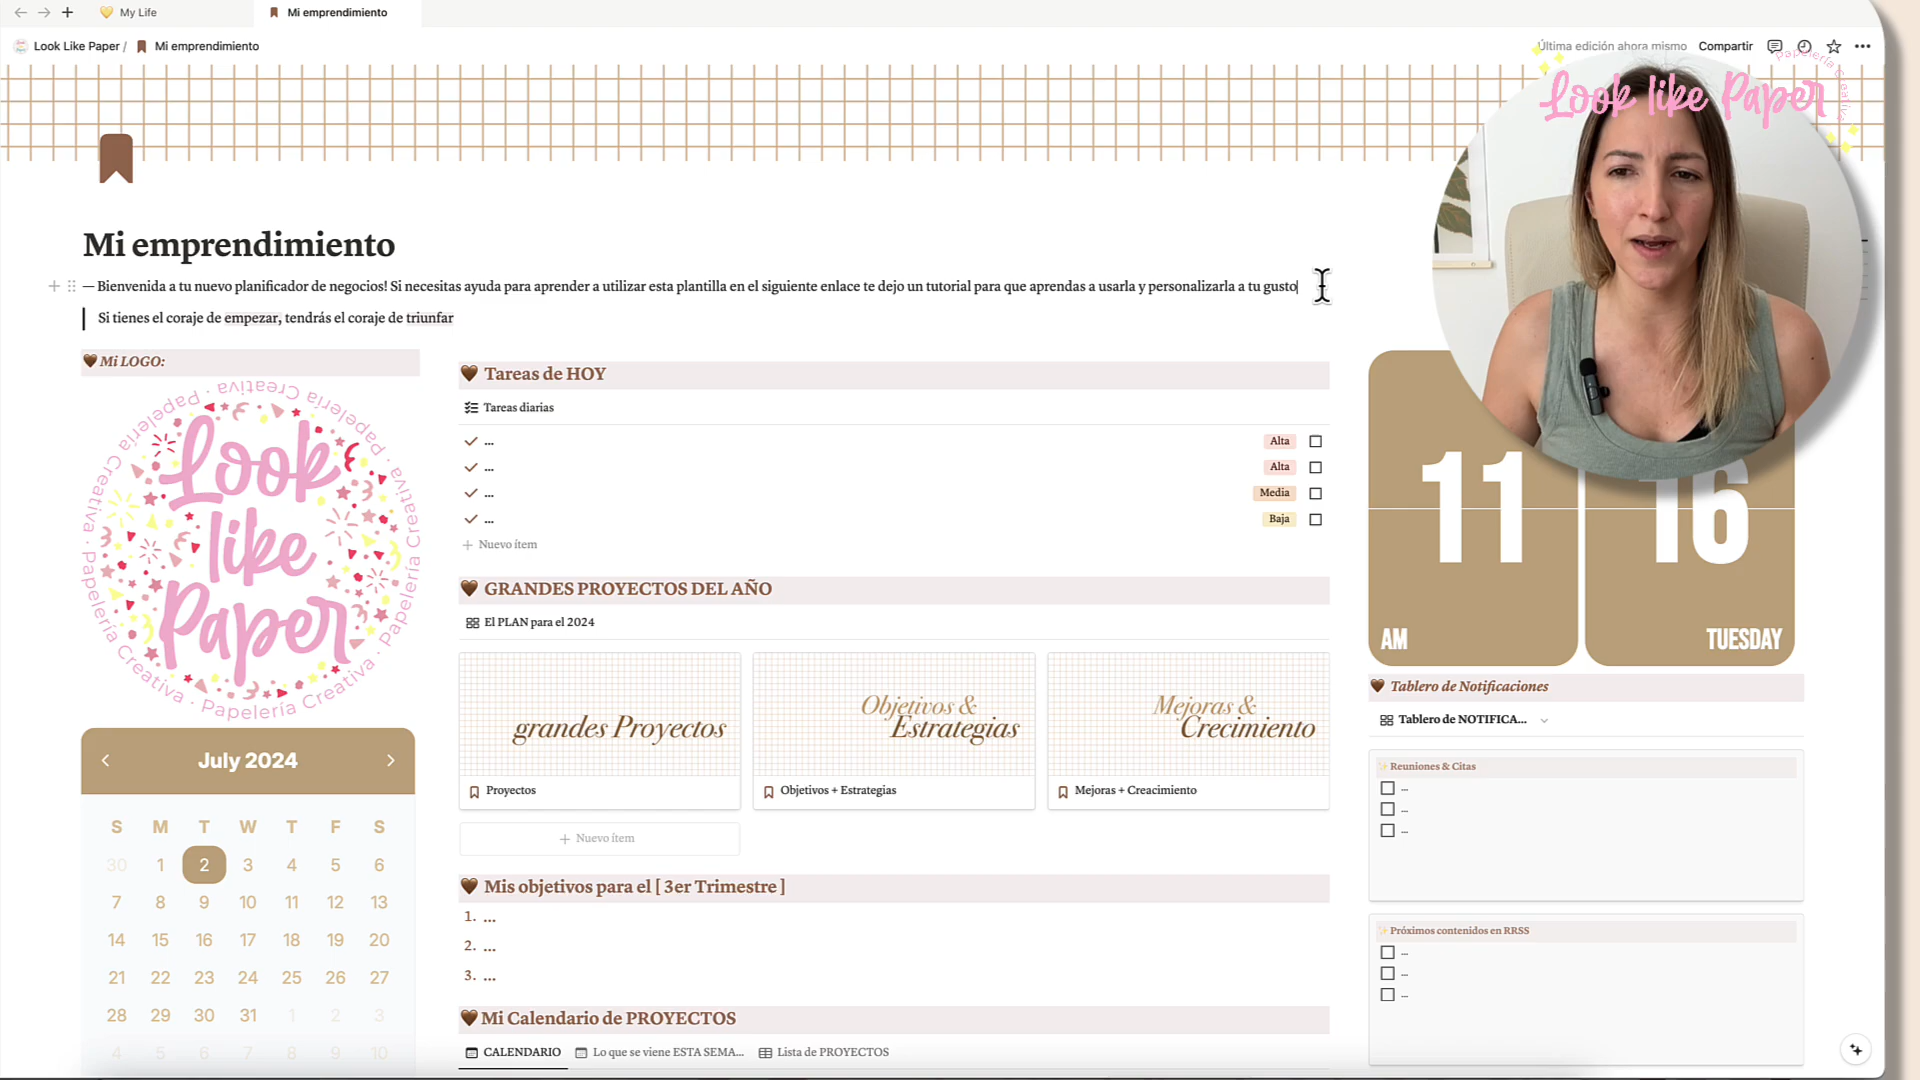 My Life
Mi emprendimiento
Look Like Paper / Mi emprendimiento
Última edición ahora mismo Compartir
Papelería Creativa
Look like Paper
Mi emprendimiento
— Bienvenida a tu nuevo planificador de negocios! Si necesitas ayuda para aprender a utilizar esta plantilla en el siguiente enlace te dejo un tutorial para que aprendas a usarla y personalizarla a tu gusto
Si tienes el coraje de empezar, tendrás el coraje de triunfar
Mi LOGO:
Papelería Creativa · Papelería Creativa · Papelería Creativa · Papelería Creativa ·
Look
like
Paper
July 2024
S M T W T F S
30 1 2 3 4 5 6
7 8 9 10 11 12 13
14 15 16 17 18 19 20
21 22 23 24 25 26 27
28 29 30 31 1 2 3
4 5 6 7 8 9 10
Tareas de HOY
Tareas diarias
... Alta
... Alta
... Media
... Baja
+ Nuevo ítem
GRANDES PROYECTOS DEL AÑO
El PLAN para el 2024
grandes Proyectos
Proyectos
Objetivos &
Estrategias
Objetivos + Estrategias
Mejoras &
Crecimiento
Mejoras + Creacimiento
+ Nuevo ítem
Mis objetivos para el [ 3er Trimestre ]
1. ...
2. ...
3. ...
Mi Calendario de PROYECTOS
CALENDARIO Lo que se viene ESTA SEMA... Lista de PROYECTOS
11 16
AM TUESDAY
Tablero de Notificaciones
Tablero de NOTIFICA...
Reuniones & Citas
...
...
...
Próximos contenidos en RRSS
...
...
...